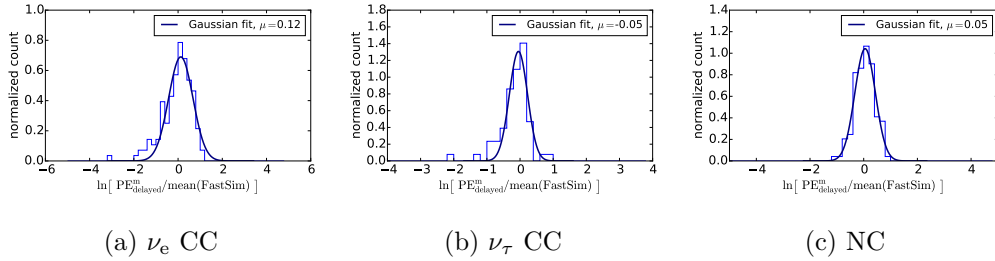 Gaussian fit, μ=0.12
normalized count
1.0
0.8
0.6
0.4
0.2
0.0
−6 −4 −2 0 2 4 6
ln[ PE^m_delayed/mean(FastSim) ]
(a) ν_e CC
Gaussian fit, μ=-0.05
normalized count
1.8
1.6
1.4
1.2
1.0
0.8
0.6
0.4
0.2
0.0
−4 −3 −2 −1 0 1 2 3 4
ln[ PE^m_delayed/mean(FastSim) ]
(b) ν_τ CC
Gaussian fit, μ=0.05
normalized count
1.4
1.2
1.0
0.8
0.6
0.4
0.2
0.0
−4 −2 0 2 4
ln[ PE^m_delayed/mean(FastSim) ]
(c) NC